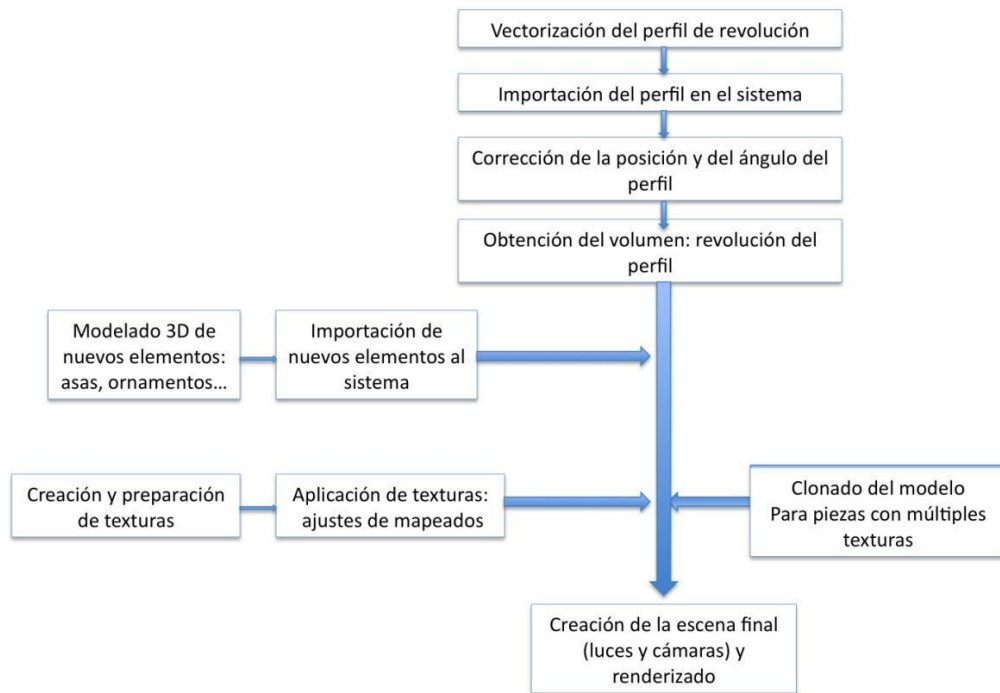 Vectorización del perfil de revolución
Importación del perfil en el sistema
Corrección de la posición y del ángulo del
perfil
Obtención del volumen: revolución del
perfil
Modelado 3D de
nuevos elementos:
asas, ornamentos...
Importación de
nuevos elementos al
sistema
Creación y preparación
de texturas
Aplicación de texturas:
ajustes de mapeados
Clonado del modelo
Para piezas con múltiples
texturas
Creación de la escena final
(luces y cámaras) y
renderizado